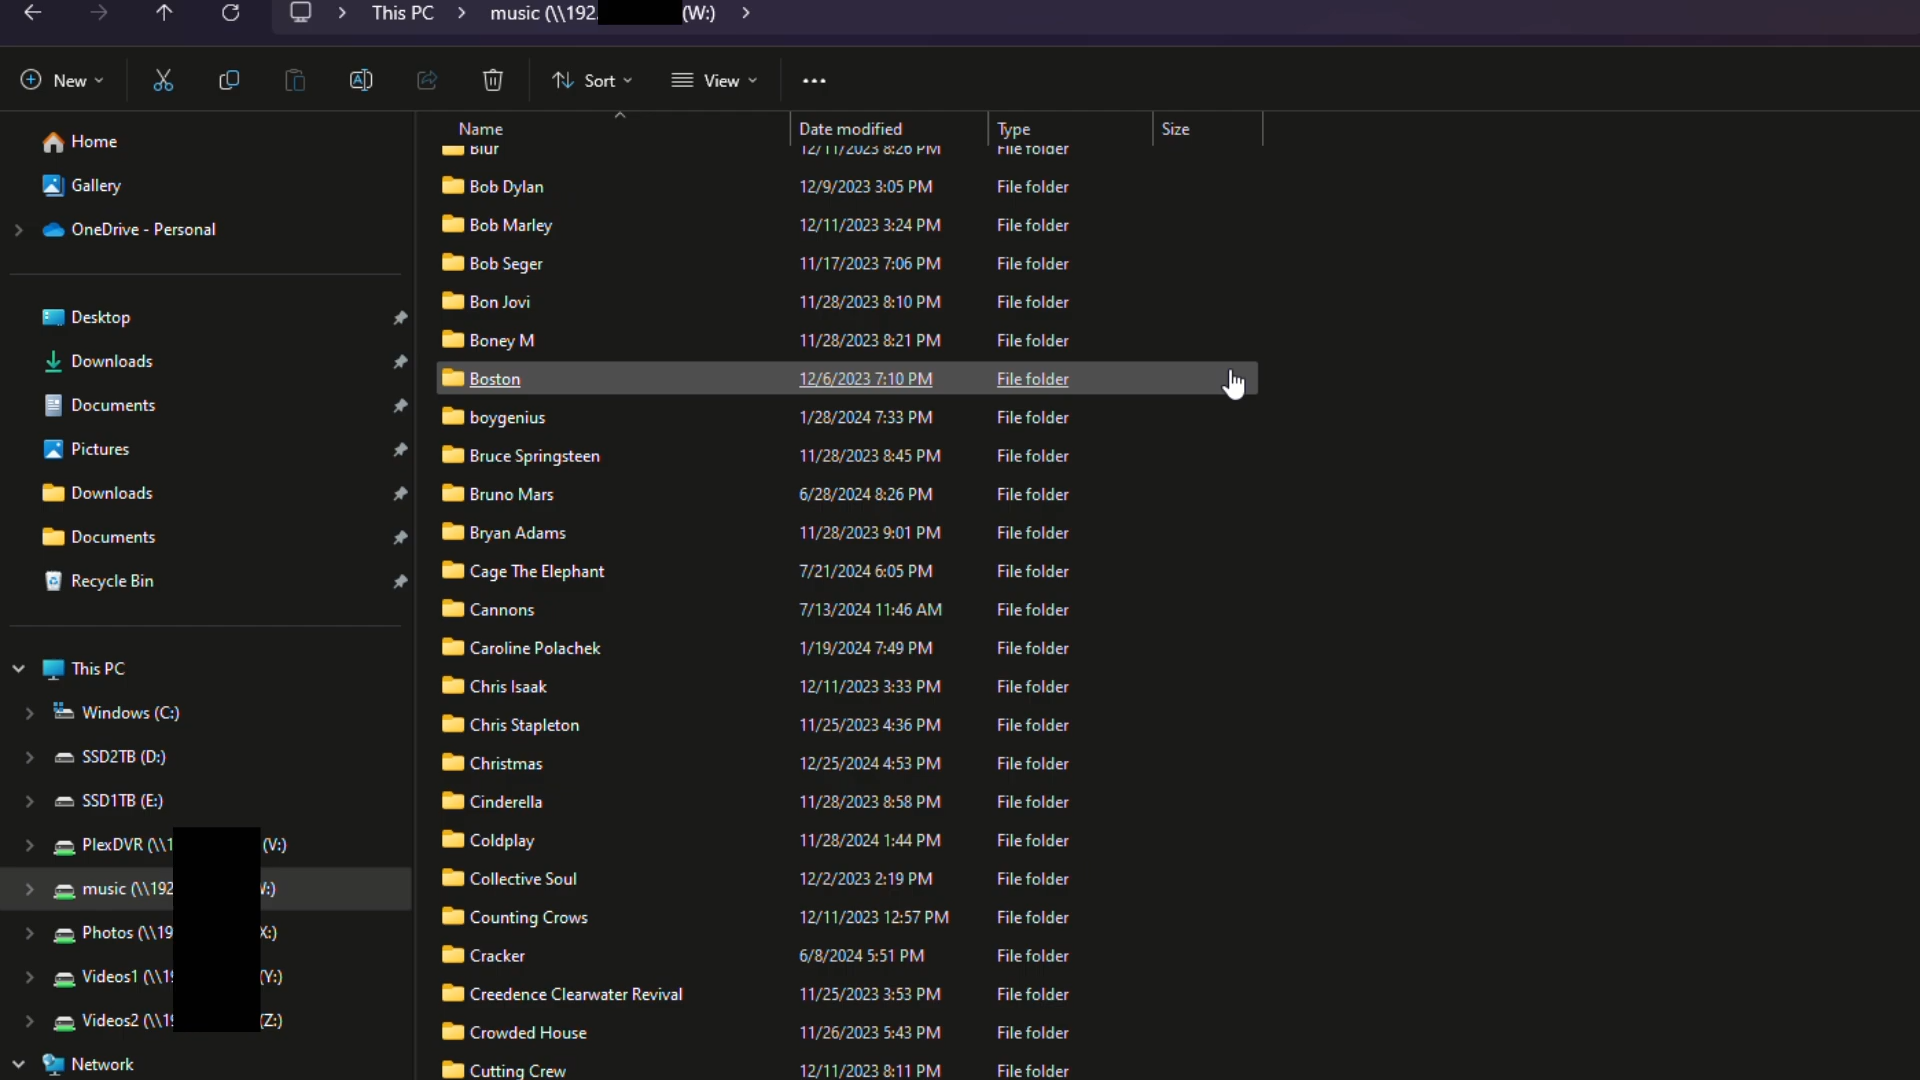 This PC > music (\\192. (W:) >
New Sort View
Name Date modified Type Size
Home
Gallery
OneDrive - Personal
Desktop
Downloads
Documents
Pictures
Downloads
Documents
Recycle Bin
This PC
Windows (C:)
SSD2TB (D:)
SSD1TB (E:)
PlexDVR (\\1 (V:)
music (\\192 :)
Photos (\\19 X:)
Videos1 (\\19 (Y:)
Videos2 (\\19 (Z:)
Network
Blur 12/11/2023 8:26 PM File folder
Bob Dylan 12/9/2023 3:05 PM File folder
Bob Marley 12/11/2023 3:24 PM File folder
Bob Seger 11/17/2023 7:06 PM File folder
Bon Jovi 11/28/2023 8:10 PM File folder
Boney M 11/28/2023 8:21 PM File folder
Boston 12/6/2023 7:10 PM File folder
boygenius 1/28/2024 7:33 PM File folder
Bruce Springsteen 11/28/2023 8:45 PM File folder
Bruno Mars 6/28/2024 8:26 PM File folder
Bryan Adams 11/28/2023 9:01 PM File folder
Cage The Elephant 7/21/2024 6:05 PM File folder
Cannons 7/13/2024 11:46 AM File folder
Caroline Polachek 1/19/2024 7:49 PM File folder
Chris Isaak 12/11/2023 3:33 PM File folder
Chris Stapleton 11/25/2023 4:36 PM File folder
Christmas 12/25/2024 4:53 PM File folder
Cinderella 11/28/2023 8:58 PM File folder
Coldplay 11/28/2024 1:44 PM File folder
Collective Soul 12/2/2023 2:19 PM File folder
Counting Crows 12/11/2023 12:57 PM File folder
Cracker 6/8/2024 5:51 PM File folder
Creedence Clearwater Revival 11/25/2023 3:53 PM File folder
Crowded House 11/26/2023 5:43 PM File folder
Cutting Crew 12/11/2023 8:11 PM File folder